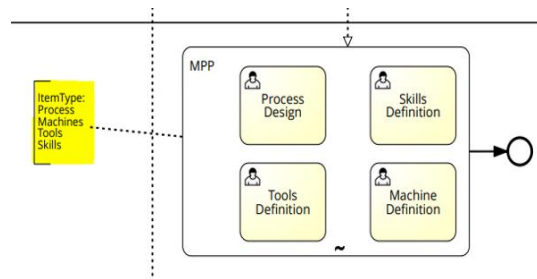 MPP
Process
Design
Skills
Definition
ItemType:
Process
Machines
Tools
Skills
Tools
Definition
Machine
Definition
~